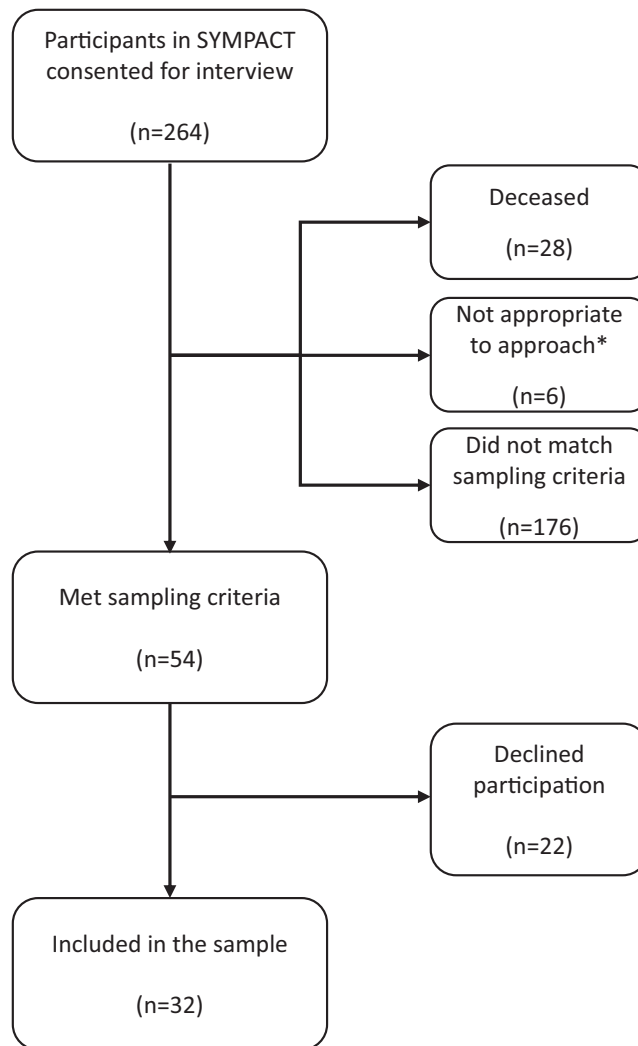 Participants in SYMPACT
consented for interview
(n=264)
Deceased
(n=28)
Not appropriate
to approach*
(n=6)
Did not match
sampling criteria
(n=176)
Met sampling criteria
(n=54)
Declined
participation
(n=22)
Included in the sample
(n=32)